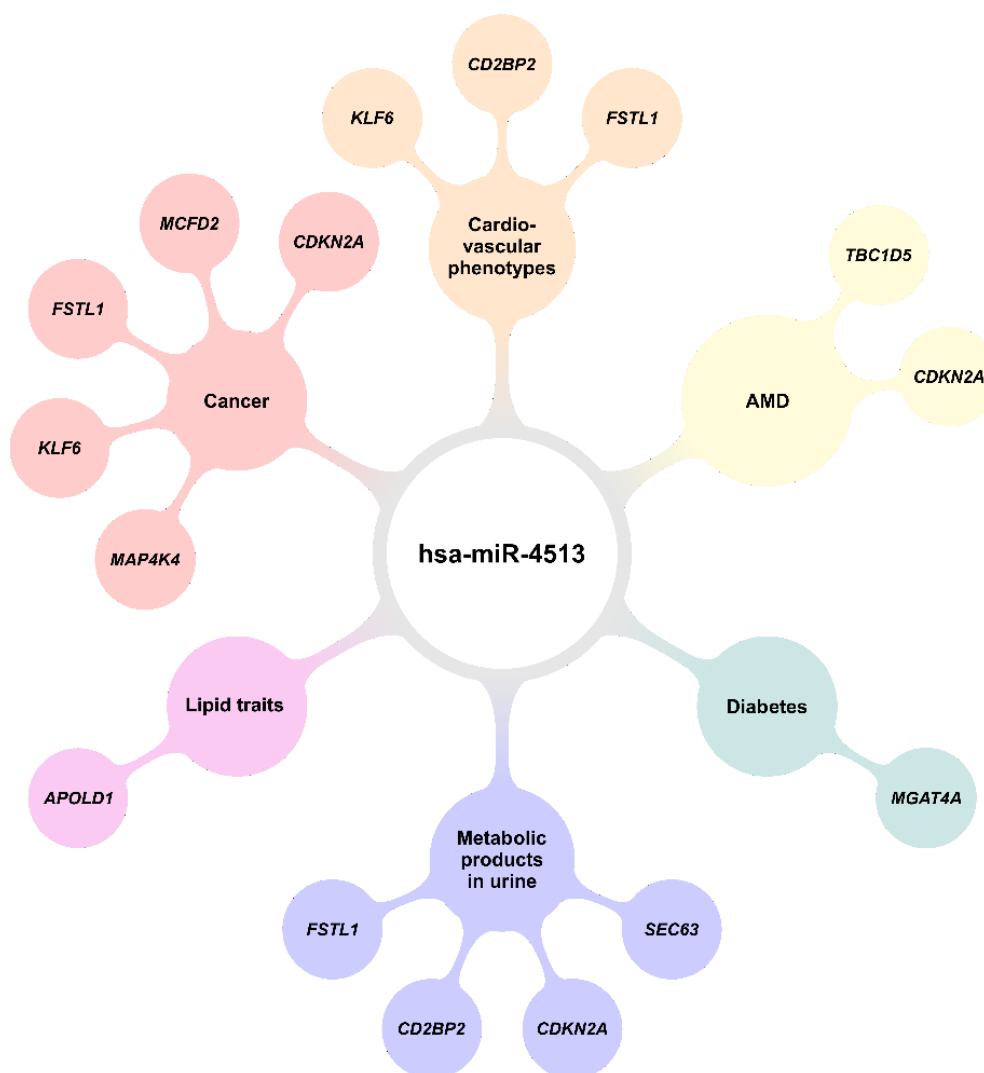 CD2BP2
KLF6
FSTL1
Cardio-
vascular
phenotypes
MCFD2
CDKN2A
FSTL1
Cancer
KLF6
MAP4K4
TBC1D5
CDKN2A
AMD
hsa-miR-4513
Lipid traits
APOLD1
Diabetes
MGAT4A
Metabolic
products
in urine
FSTL1
SEC63
CD2BP2
CDKN2A